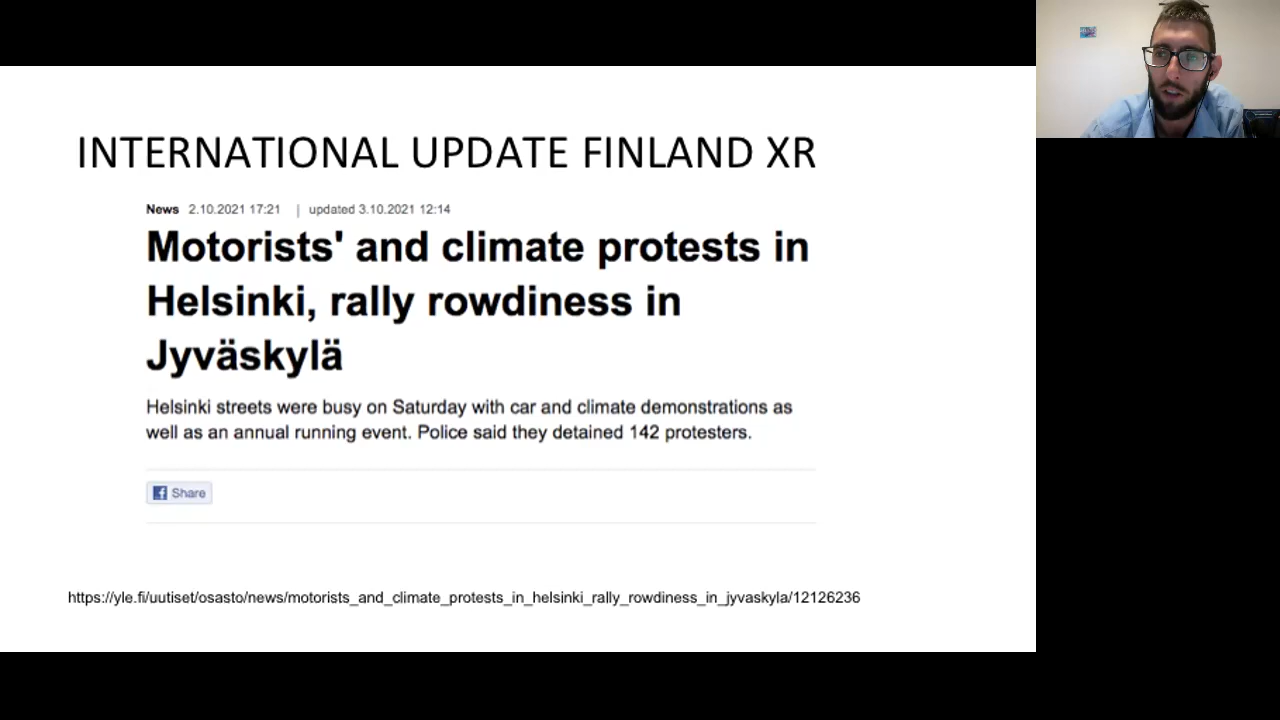 INTERNATIONAL UPDATE FINLAND XR
News 2.10.2021 17:21 | updated 3.10.2021 12:14
Motorists' and climate protests in
Helsinki, rally rowdiness in
Jyväskylä
Helsinki streets were busy on Saturday with car and climate demonstrations as
well as an annual running event. Police said they detained 142 protesters.
Share
https://yle.fi/uutiset/osasto/news/motorists_and_climate_protests_in_helsinki_rally_rowdiness_in_jyvaskyla/12126236